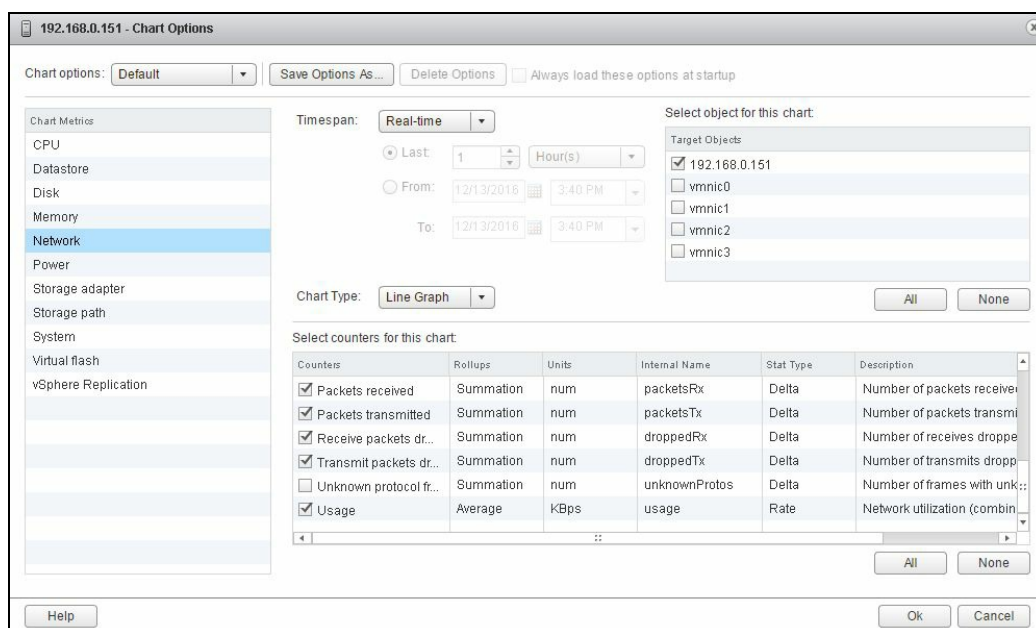 192.168.0.151 - Chart Options
Chart options: Default Save Options As... Delete Options Always load these options at startup
Chart Metrics
CPU
Datastore
Disk
Memory
Network
Power
Storage adapter
Storage path
System
Virtual flash
vSphere Replication
Timespan: Real-time
Last: 1 Hour(s)
From: 12/13/2016 3:40 PM
To: 12/13/2016 3:40 PM
Chart Type: Line Graph
Select object for this chart:
Target Objects
192.168.0.151
vmnic0
vmnic1
vmnic2
vmnic3
All None
Select counters for this chart:
Counters Rollups Units Internal Name Stat Type Description
Packets received Summation num packetsRx Delta Number of packets received
Packets transmitted Summation num packetsTx Delta Number of packets transmi
Receive packets dr... Summation num droppedRx Delta Number of receives droppe
Transmit packets dr... Summation num droppedTx Delta Number of transmits dropp
Unknown protocol fr... Summation num unknownProtos Delta Number of frames with unk
Usage Average KBps usage Rate Network utilization (combin
All None
Help Ok Cancel